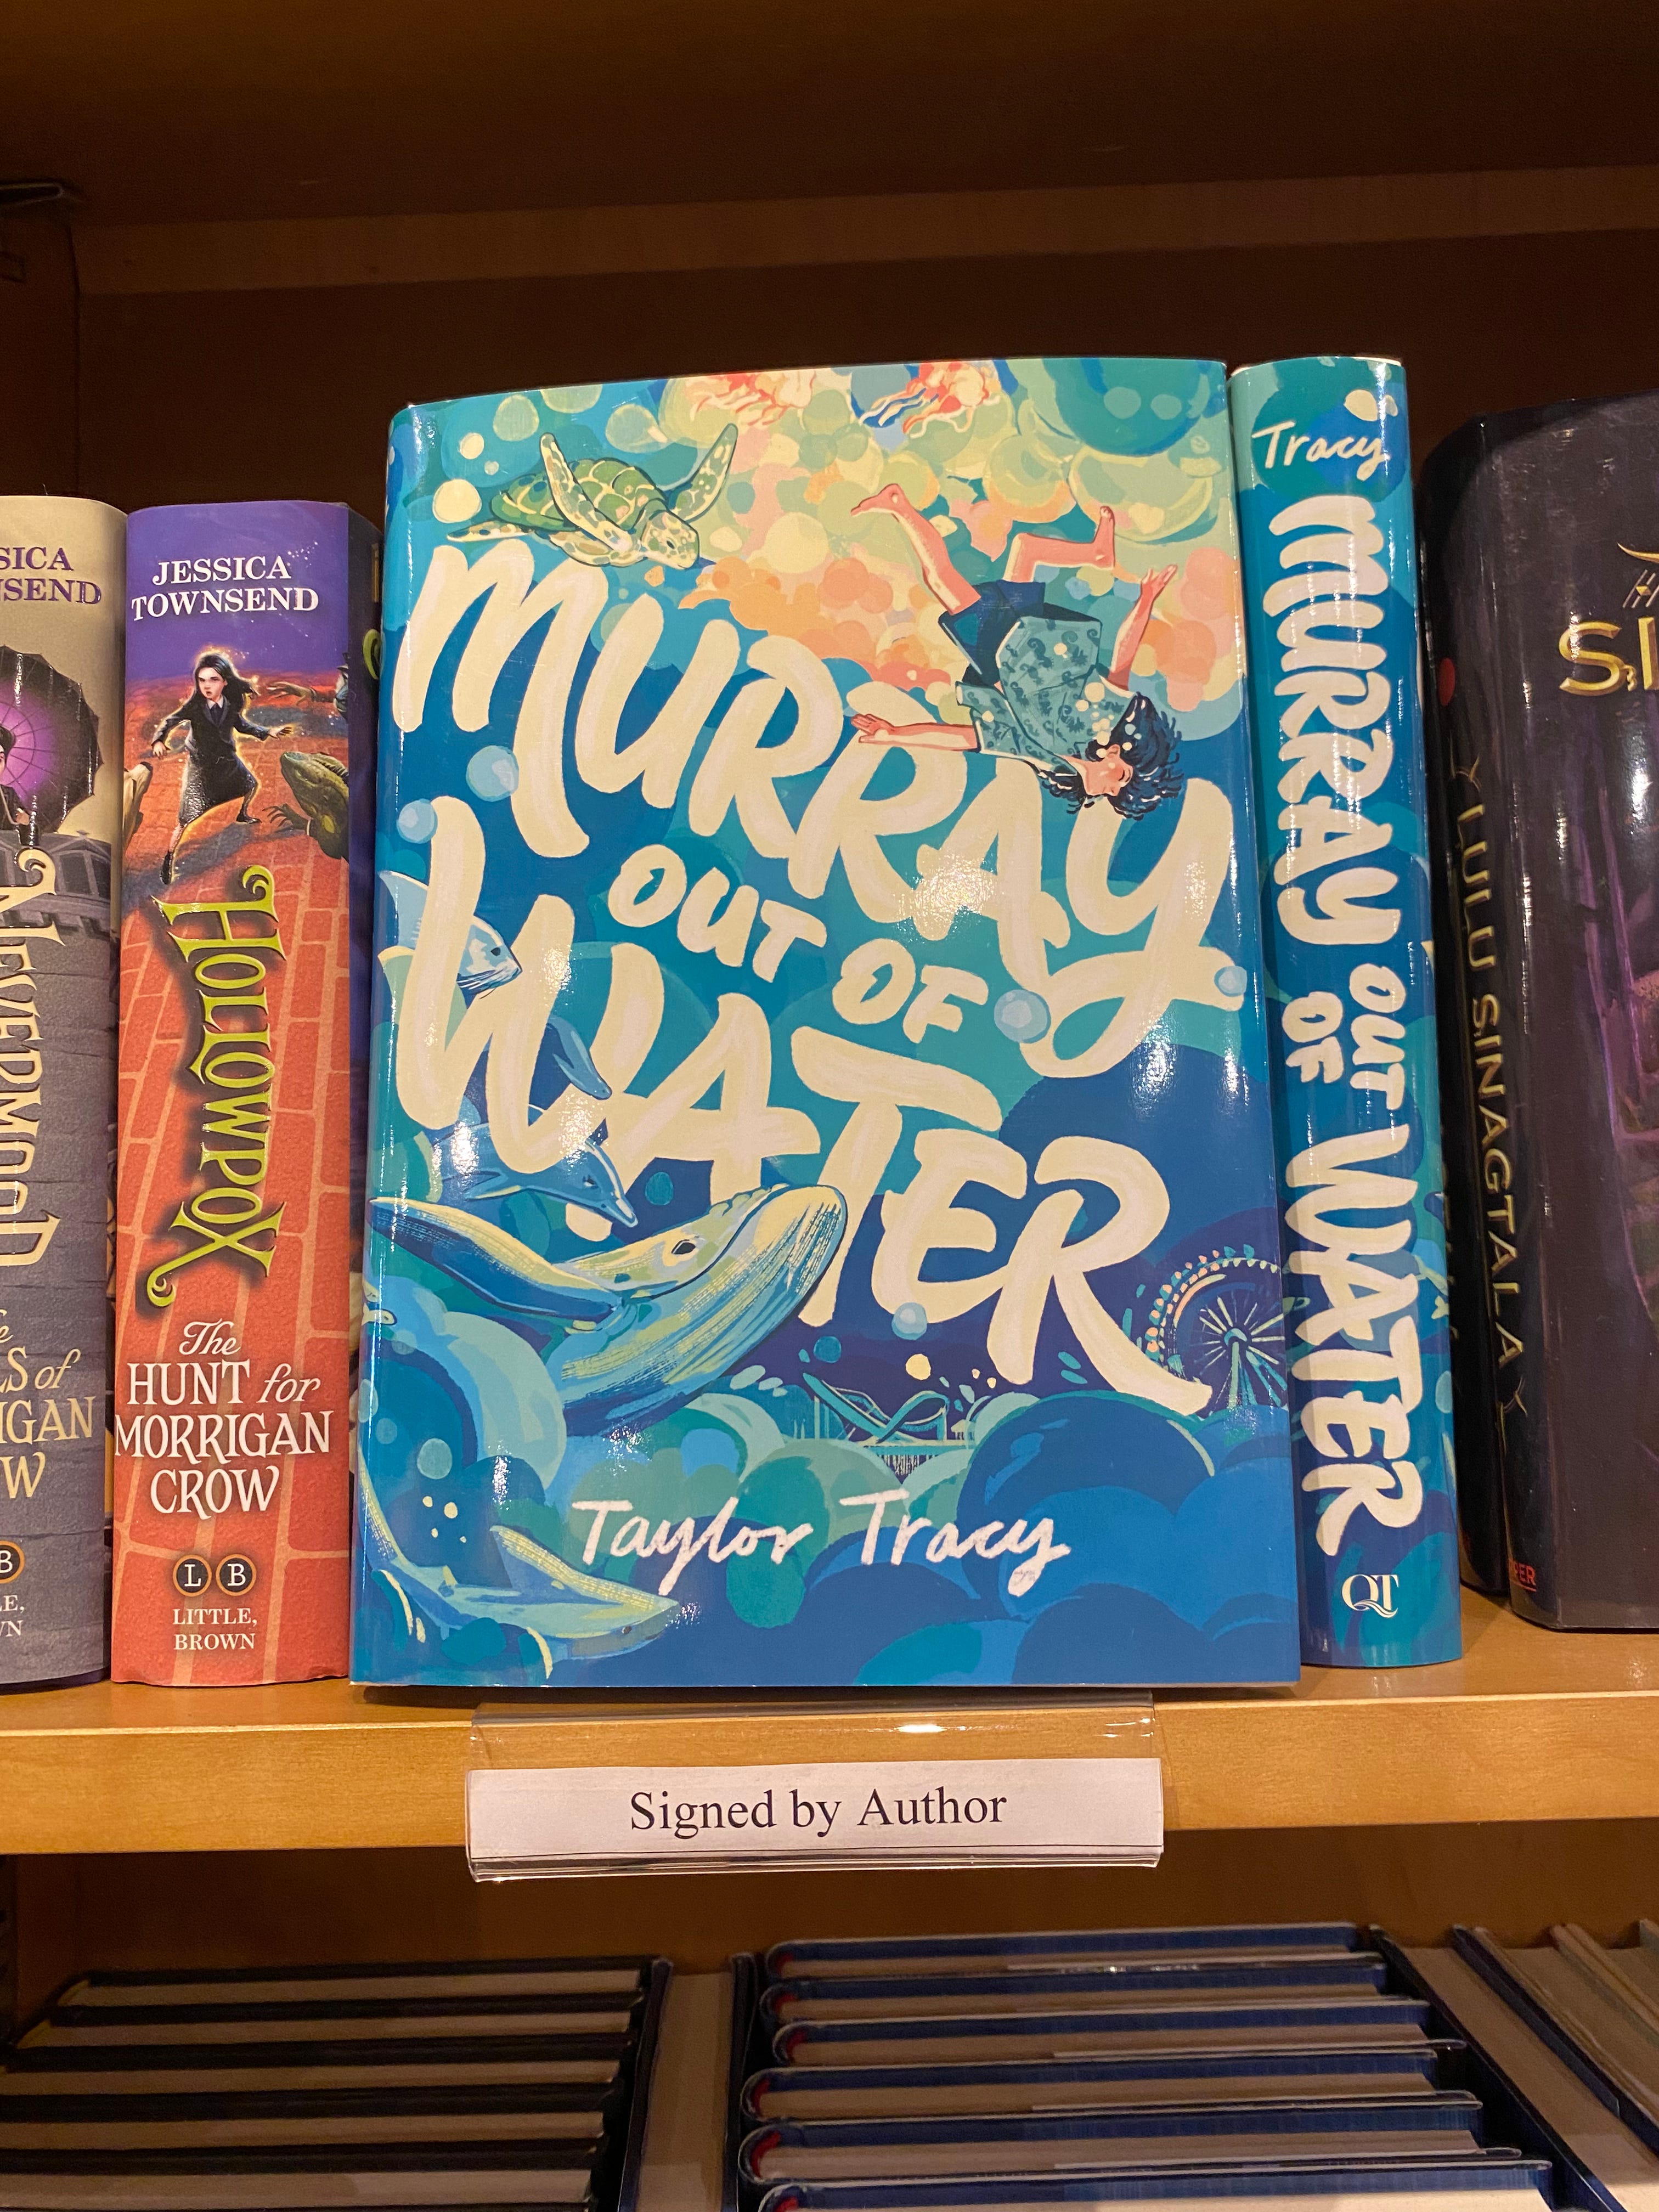 JESSICA
TOWNSEND
HOLLOWPOX
The
HUNT for
MORRIGAN
CROW
L B
LITTLE,
BROWN
MURRAY
OUT OF
WATER
Taylor Tracy
Tracy
MURRAY OUT OF WATER
QT
LULU SINAGTALA
Signed by Author